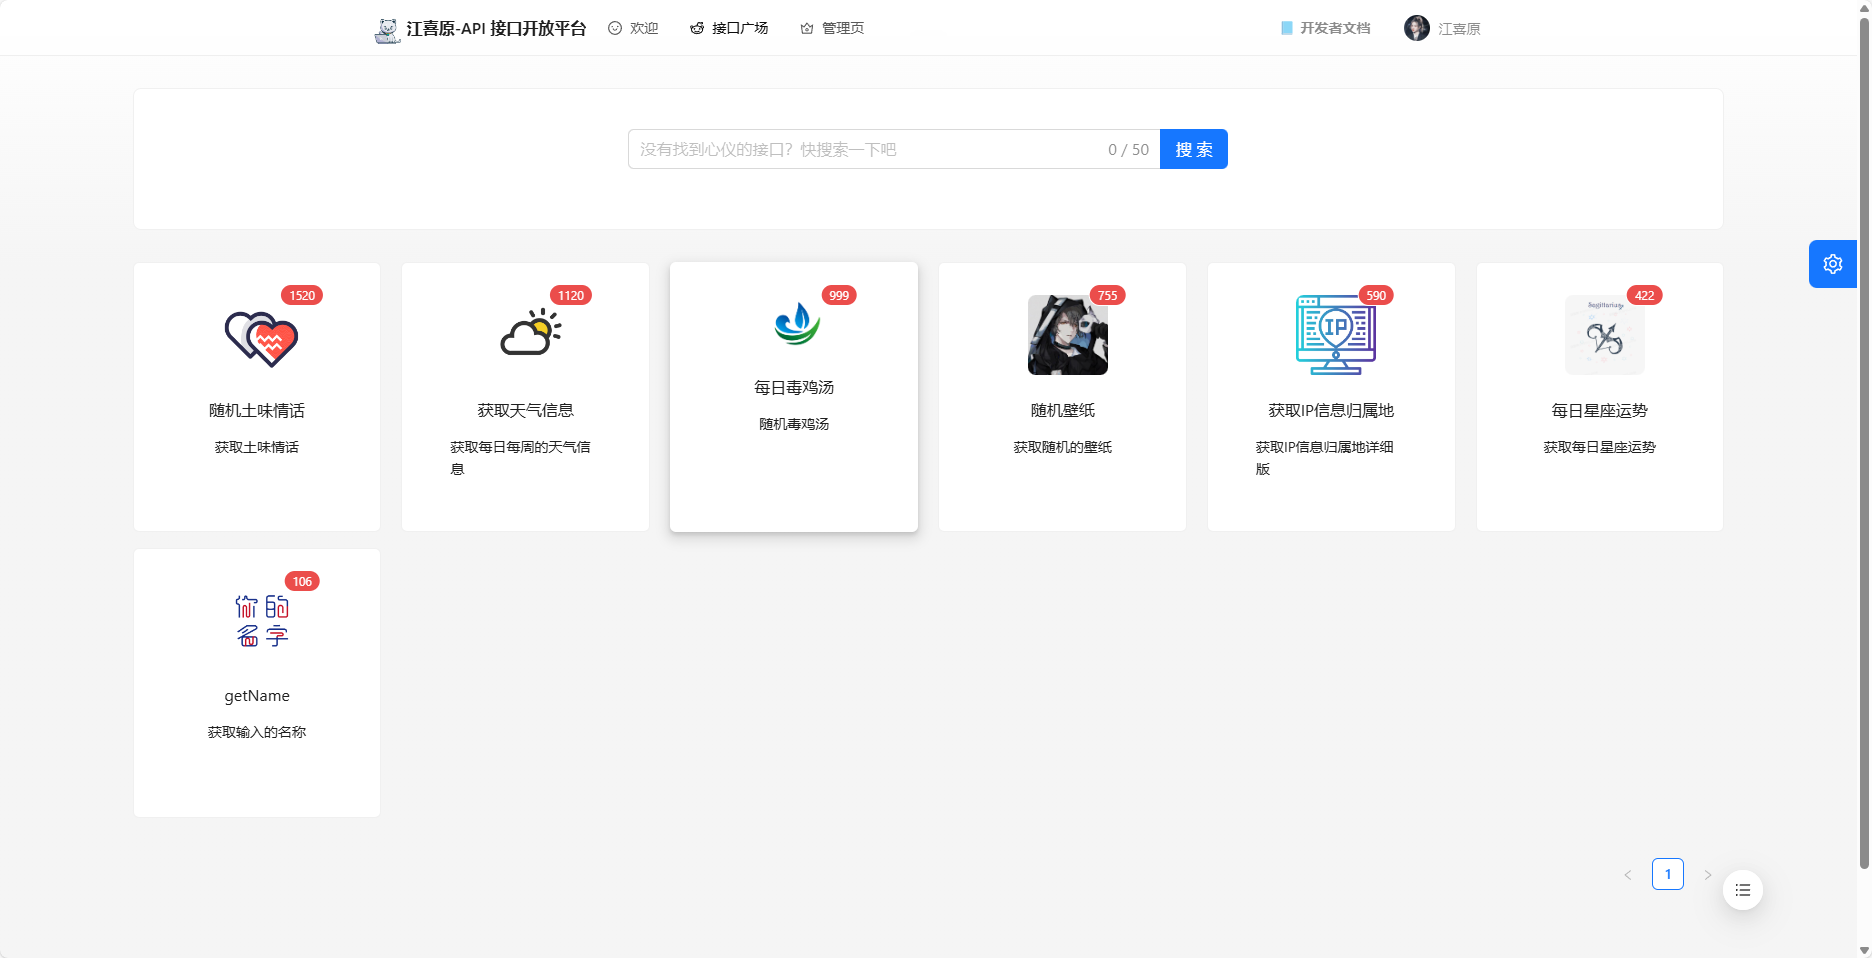 江喜原-API 接口开放平台
欢迎
接口广场
管理页
开发者文档
江喜原
没有找到心仪的接口？快搜索一下吧
0 / 50
搜 索
1520
随机土味情话
获取土味情话
1120
获取天气信息
获取每日每周的天气信
息
999
每日毒鸡汤
随机毒鸡汤
755
随机壁纸
获取随机的壁纸
IP
590
获取IP信息归属地
获取IP信息归属地详细
版
Sagittarius
422
每日星座运势
获取每日星座运势
106
你的
名字
getName
获取输入的名称
1